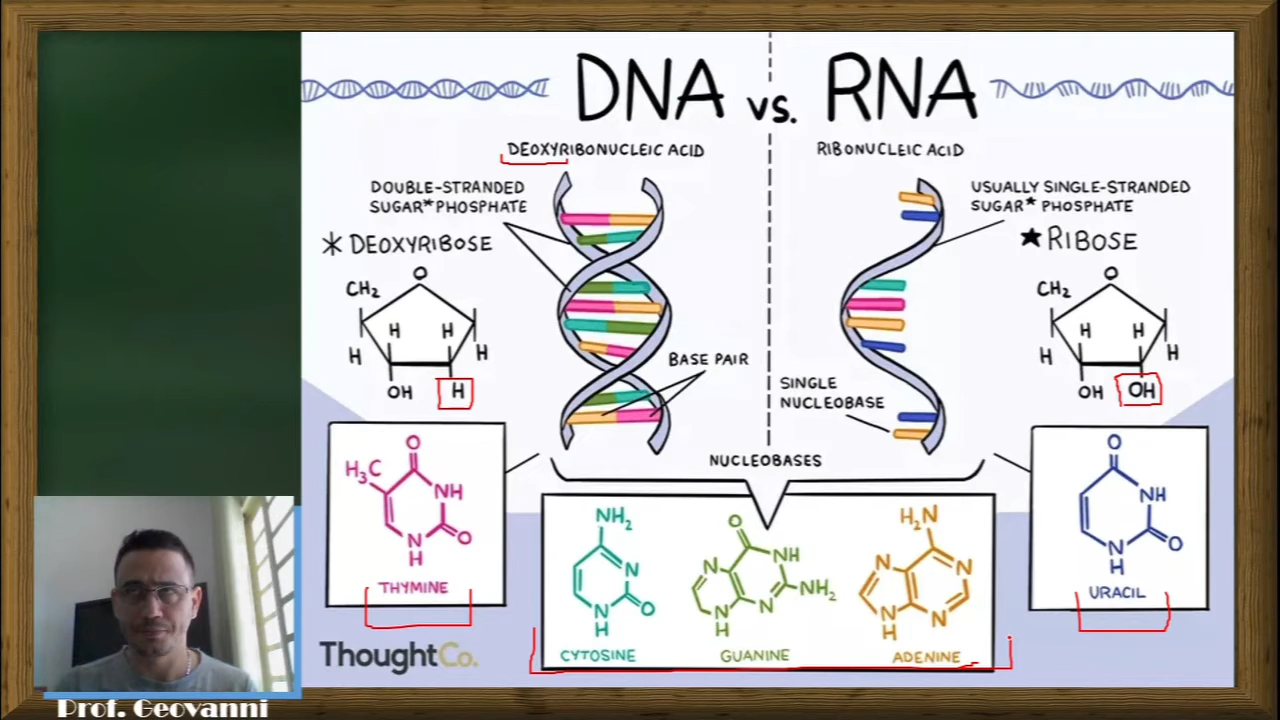 DNA vs. RNA
DEOXYRIBONUCLEIC ACID
RIBONUCLEIC ACID
DOUBLE-STRANDED
SUGAR* PHOSPHATE
* DEOXYRIBOSE
O
CH2
H H
H H
OH H
BASE PAIR
USUALLY SINGLE-STRANDED
SUGAR* PHOSPHATE
★ RIBOSE
O
CH2
H H
H H
OH OH
SINGLE
NUCLEOBASE
NUCLEOBASES
O
H3C
NH
N
H
O
THYMINE
NH2
N
N
H
O
CYTOSINE
O
N
NH
N
H
N
NH2
GUANINE
H2N
N
N
N
H
N
ADENINE
O
NH
N
H
O
URACIL
ThoughtCo.
Prof. Geovanni